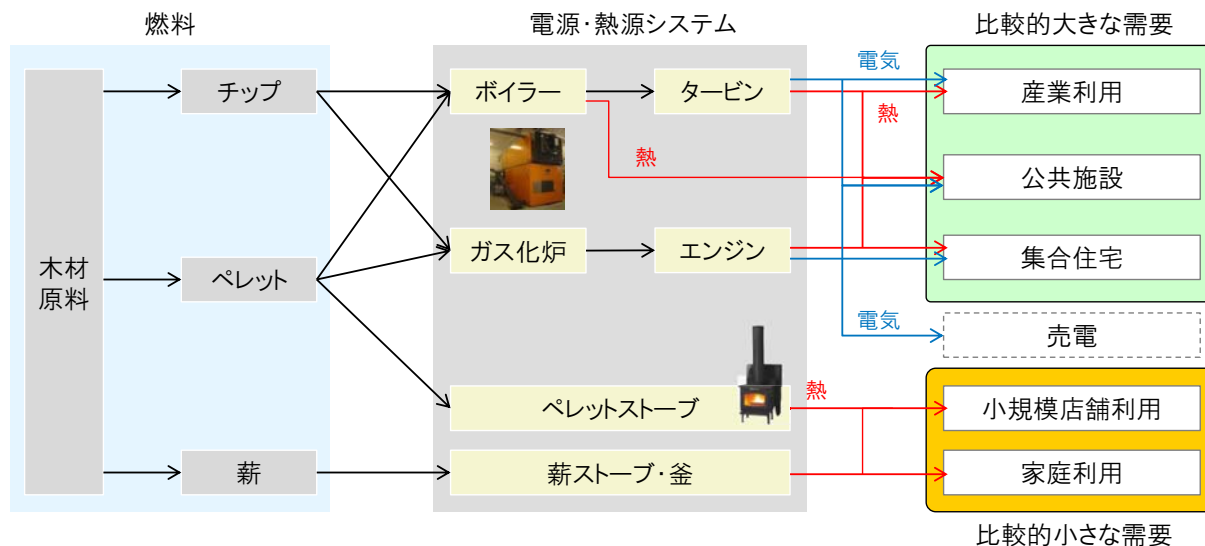 燃料
電源・熱源システム
比較的大きな需要
木材
原料
チップ
ペレット
薪
ボイラー
タービン
熱
ガス化炉
エンジン
ペレットストーブ
薪ストーブ・釜
電気
熱
電気
熱
産業利用
公共施設
集合住宅
売電
小規模店舗利用
家庭利用
比較的小さな需要